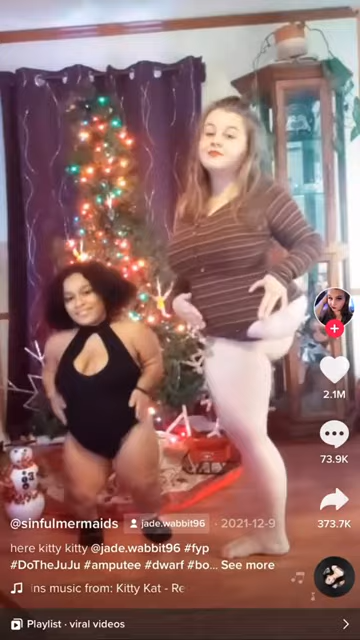 2.1M
73.9K
373.7K
@sinfulmermaids jade.wabbit96 · 2021-12-9
here kitty kitty @jade.wabbit96 #fyp
#DoTheJuJu #amputee #dwarf #bo... See more
ns music from: Kitty Kat - Re
Playlist · viral videos